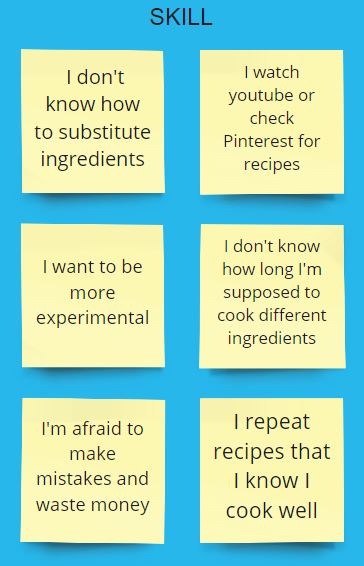 SKILL
I don't
know how
to substitute
ingredients
I watch
youtube or
check
Pinterest for
recipes
I want to be
more
experimental
I don't know
how long I'm
supposed to
cook different
ingredients
I'm afraid to
make
mistakes and
waste money
I repeat
recipes that
I know I
cook well